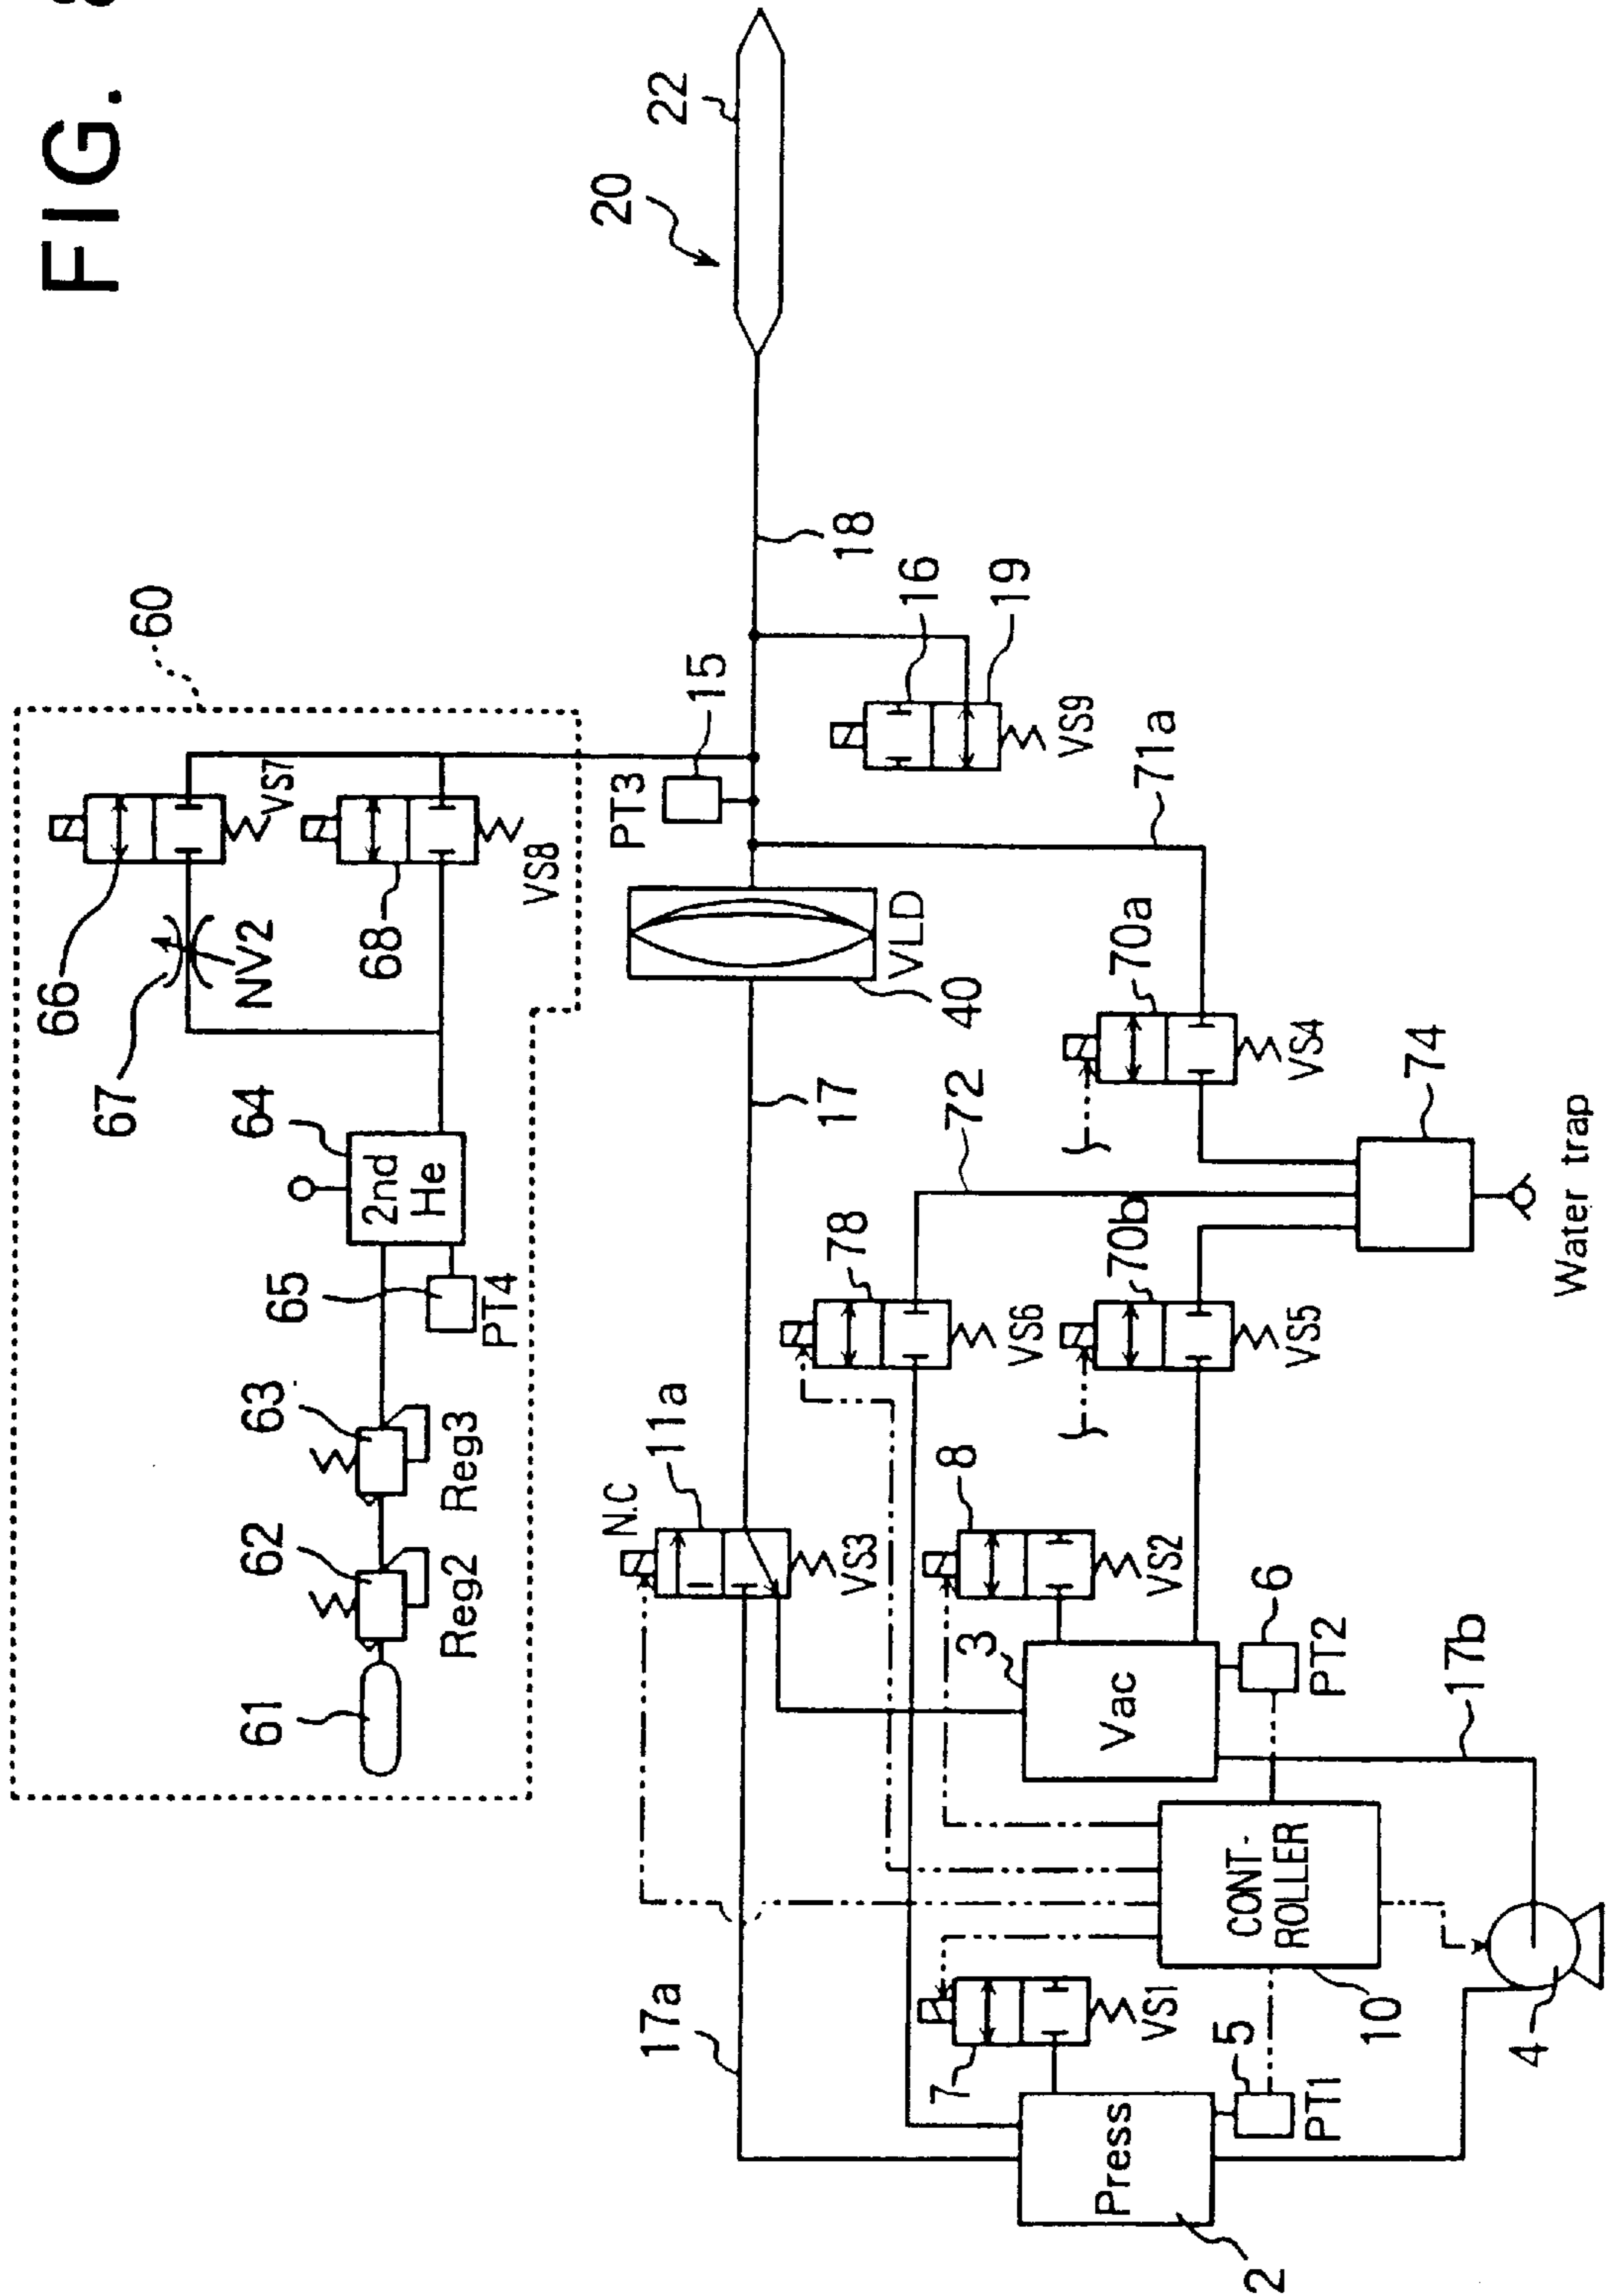 FIG.
60
66
67
VS7
64
NV2
2nd
He
68
65
63
62
61
PT4
Reg3
Reg2
VS8
22
20
15
PT3
18
16
19
VS9
VLD
40
71a
17
N.C
11a
VS3
17a
72
70a
VS4
78
VS6
70b
VS5
74
Water trap
8
VS2
3
Vac
6
PT2
17b
CONT-
ROLLER
10
7
VS1
5
PT1
Press
2
4